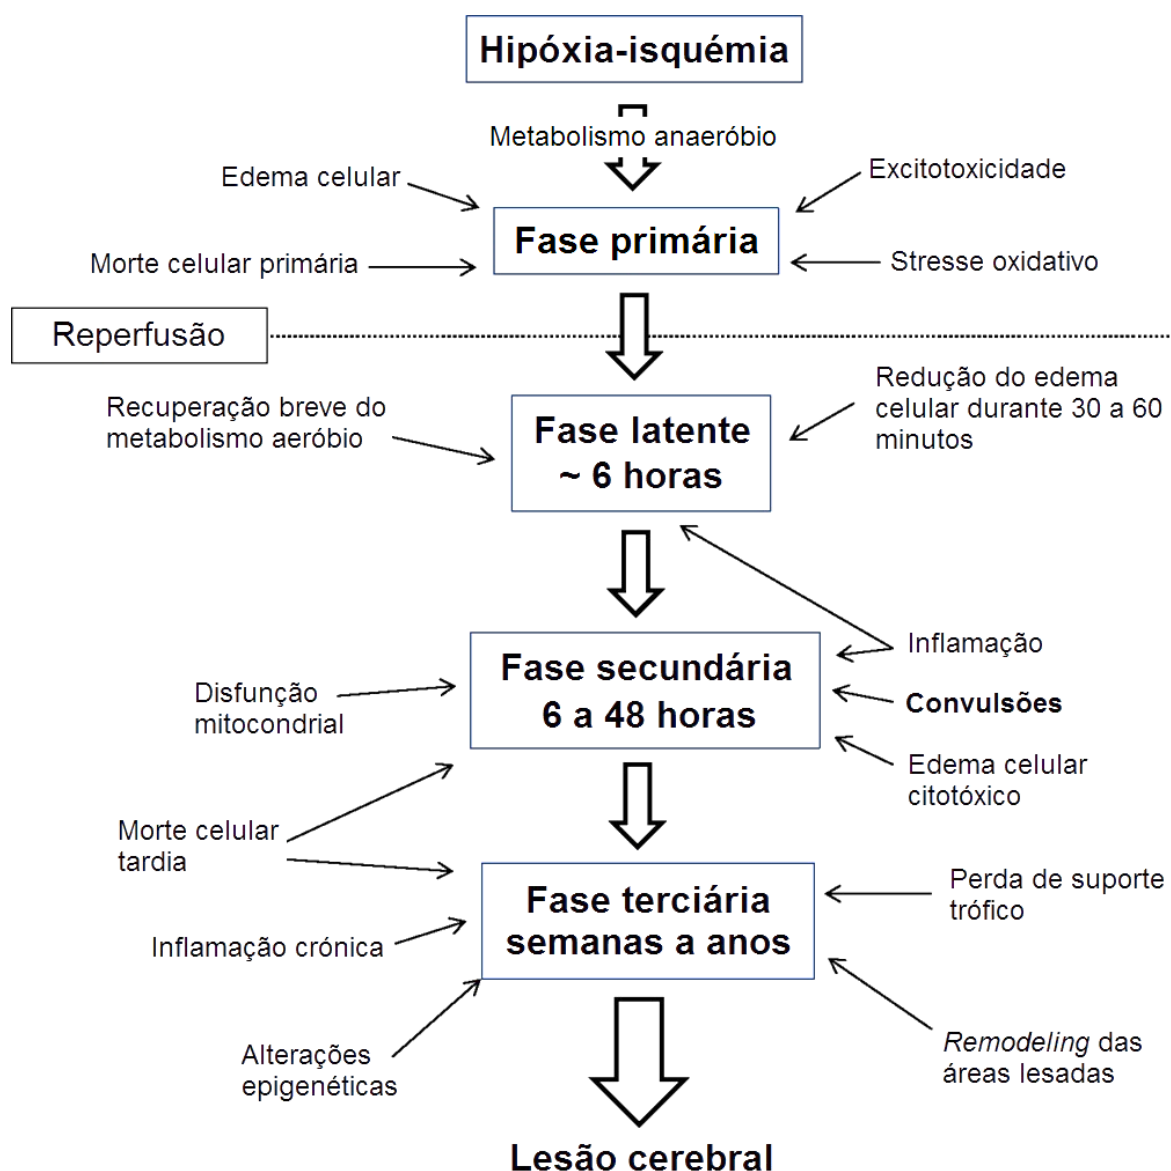 Hipóxia-isquémia
Metabolismo anaeróbio
Edema celular
Excitotoxicidade
Fase primária
Morte celular primária
Stresse oxidativo
Reperfusão
Recuperação breve do
metabolismo aeróbio
Redução do edema
celular durante 30 a 60
minutos
Fase latente
~ 6 horas
Inflamação
Fase secundária
6 a 48 horas
Disfunção
mitocondrial
Convulsões
Edema celular
citotóxico
Morte celular
tardia
Fase terciária
semanas a anos
Perda de suporte
trófico
Inflamação crónica
Alterações
epigenéticas
Remodeling das
áreas lesadas
Lesão cerebral